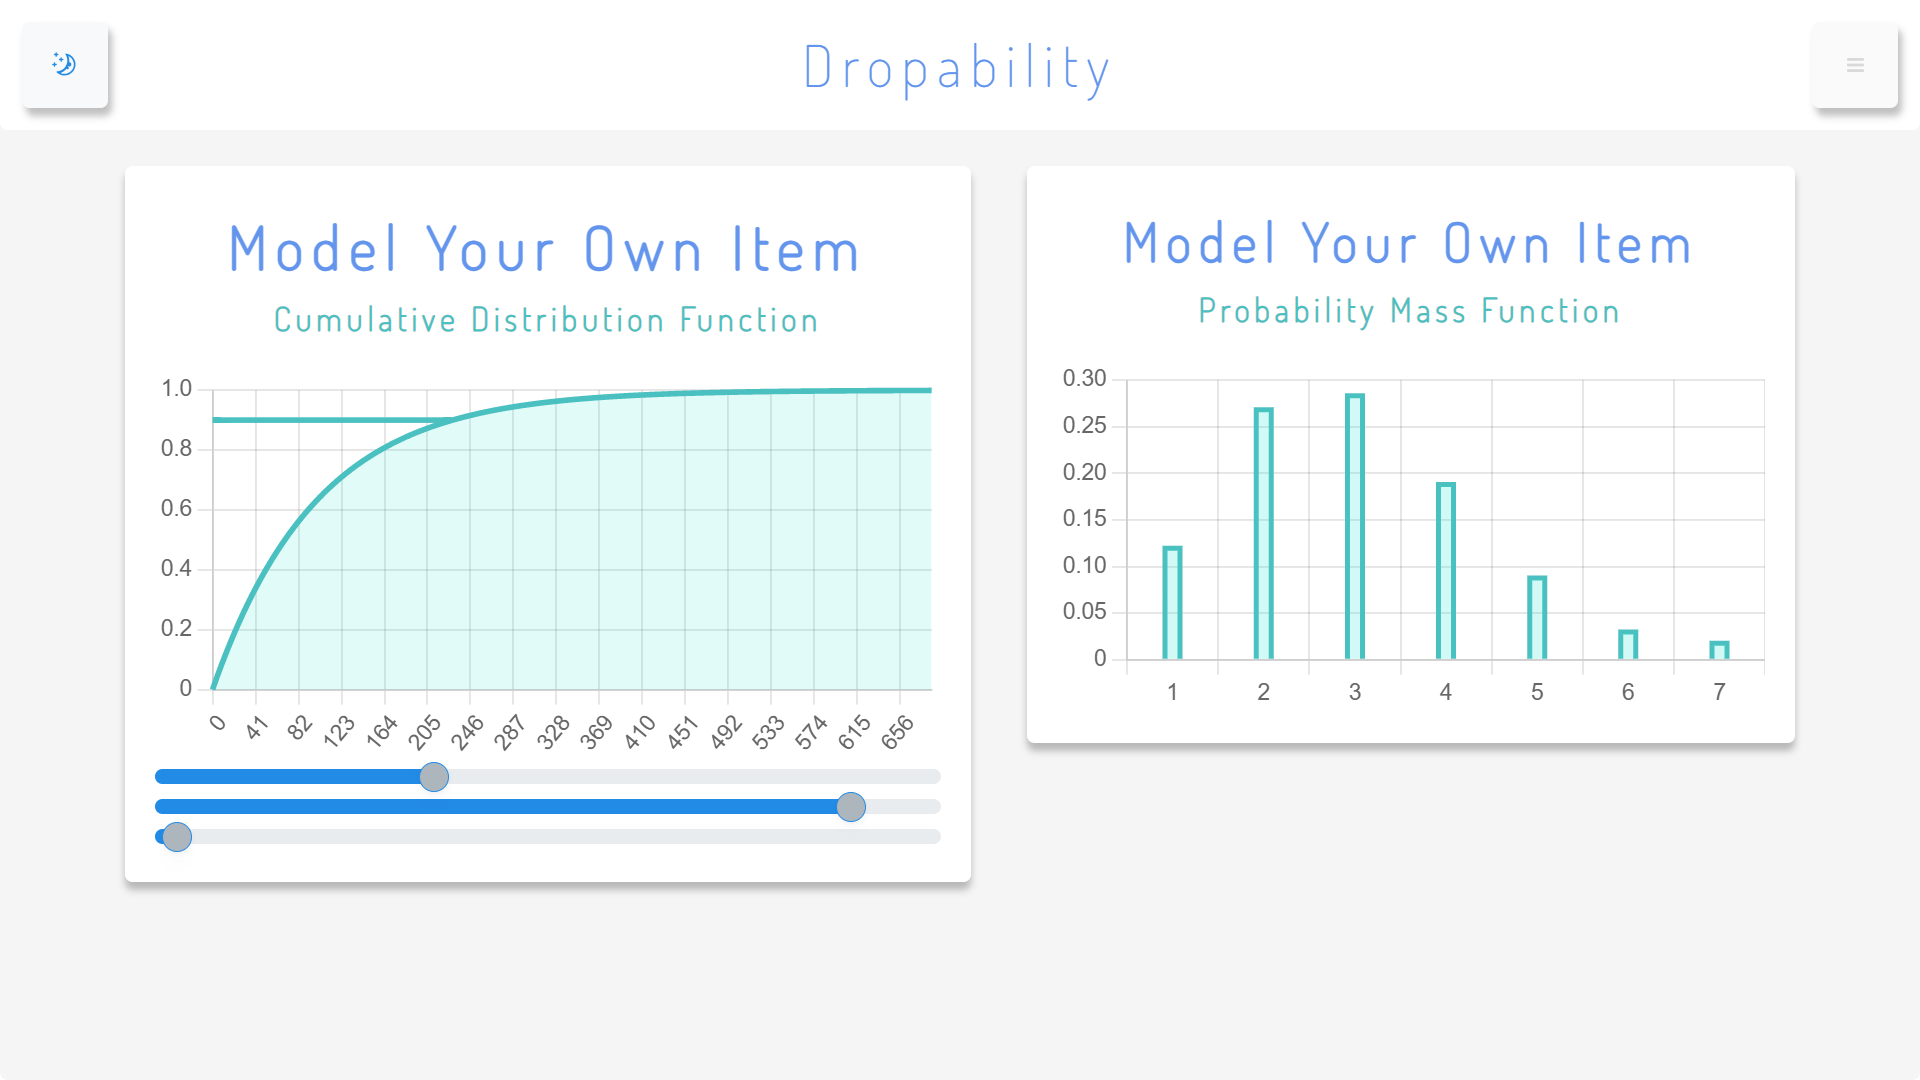 Dropability
Model Your Own Item
Cumulative Distribution Function
1.0
0.8
0.6
0.4
0.2
0
0 41 82 123 164 205 246 287 328 369 410 451 492 533 574 615 656
Model Your Own Item
Probability Mass Function
0.30
0.25
0.20
0.15
0.10
0.05
0
1 2 3 4 5 6 7